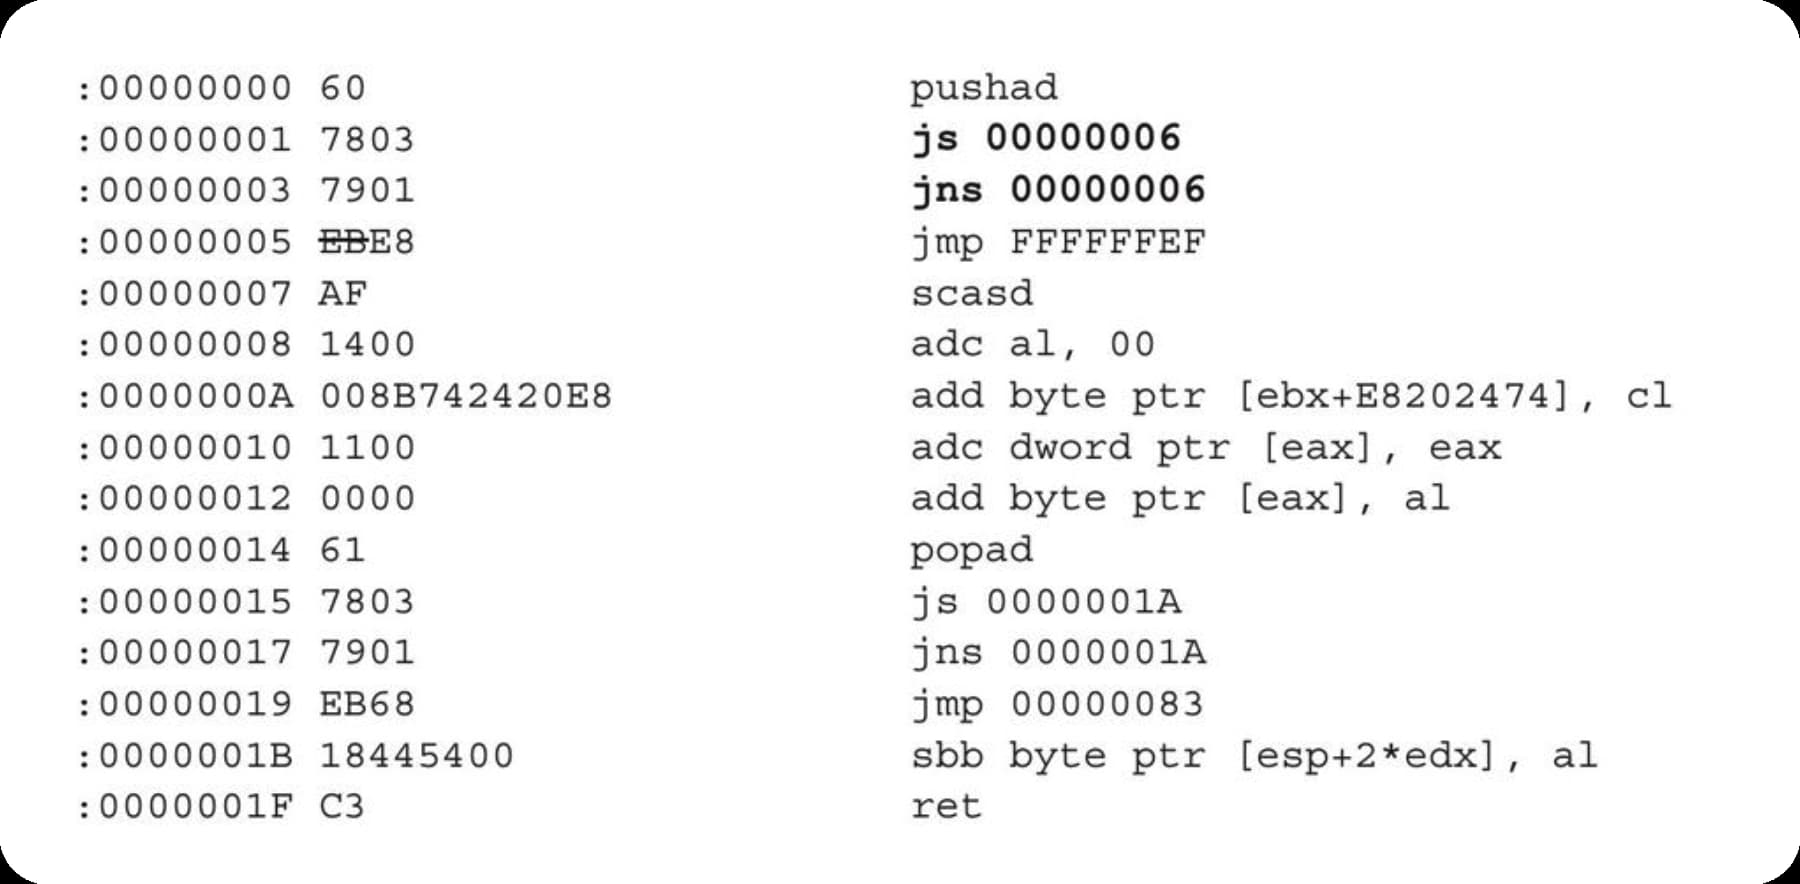 :00000000 60 pushad
:00000001 7803 js 00000006
:00000003 7901 jns 00000006
:00000005 EBE8 jmp FFFFFFEF
:00000007 AF scasd
:00000008 1400 adc al, 00
:0000000A 008B742420E8 add byte ptr [ebx+E8202474], cl
:00000010 1100 adc dword ptr [eax], eax
:00000012 0000 add byte ptr [eax], al
:00000014 61 popad
:00000015 7803 js 0000001A
:00000017 7901 jns 0000001A
:00000019 EB68 jmp 00000083
:0000001B 18445400 sbb byte ptr [esp+2*edx], al
:0000001F C3 ret